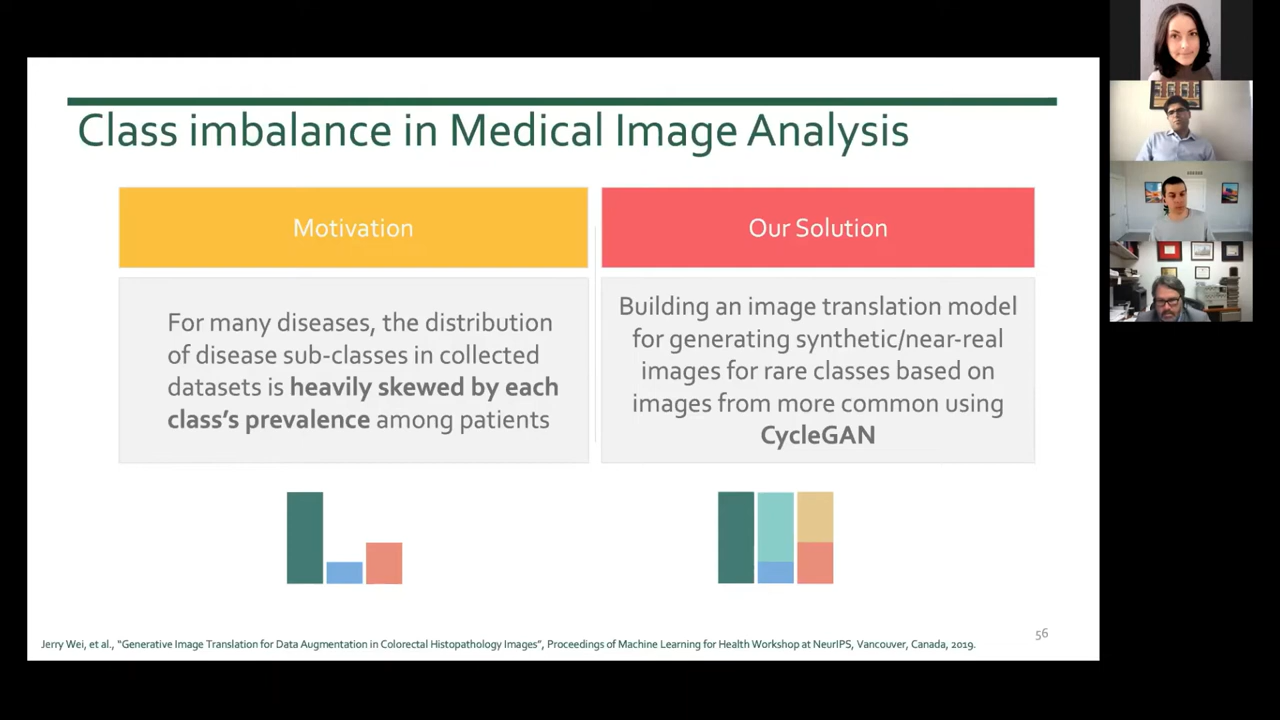 Class imbalance in Medical Image Analysis
Motivation
For many diseases, the distribution
of disease sub-classes in collected
datasets is heavily skewed by each
class's prevalence among patients
Our Solution
Building an image translation model
for generating synthetic/near-real
images for rare classes based on
images from more common using
CycleGAN
56
Jerry Wei, et al., "Generative Image Translation for Data Augmentation in Colorectal Histopathology Images", Proceedings of Machine Learning for Health Workshop at NeurIPS, Vancouver, Canada, 2019.